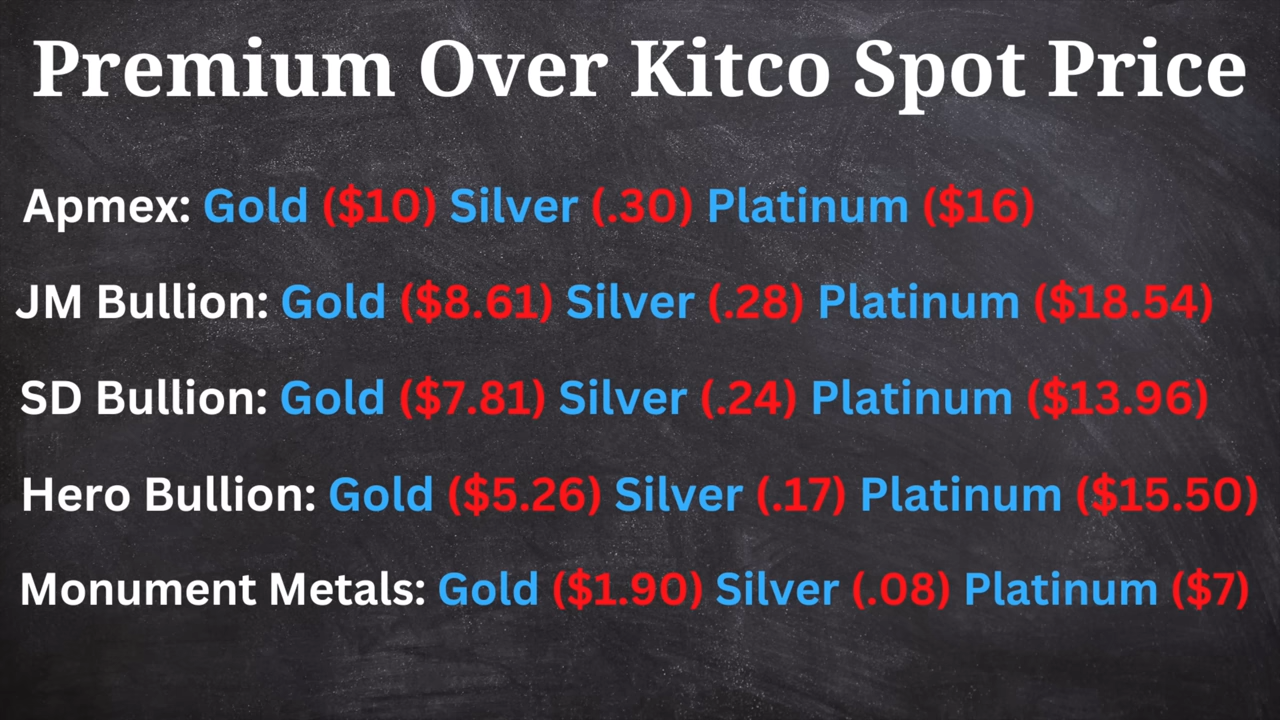 Premium Over Kitco Spot Price
Apmex: Gold ($10) Silver (.30) Platinum ($16)
JM Bullion: Gold ($8.61) Silver (.28) Platinum ($18.54)
SD Bullion: Gold ($7.81) Silver (.24) Platinum ($13.96)
Hero Bullion: Gold ($5.26) Silver (.17) Platinum ($15.50)
Monument Metals: Gold ($1.90) Silver (.08) Platinum ($7)